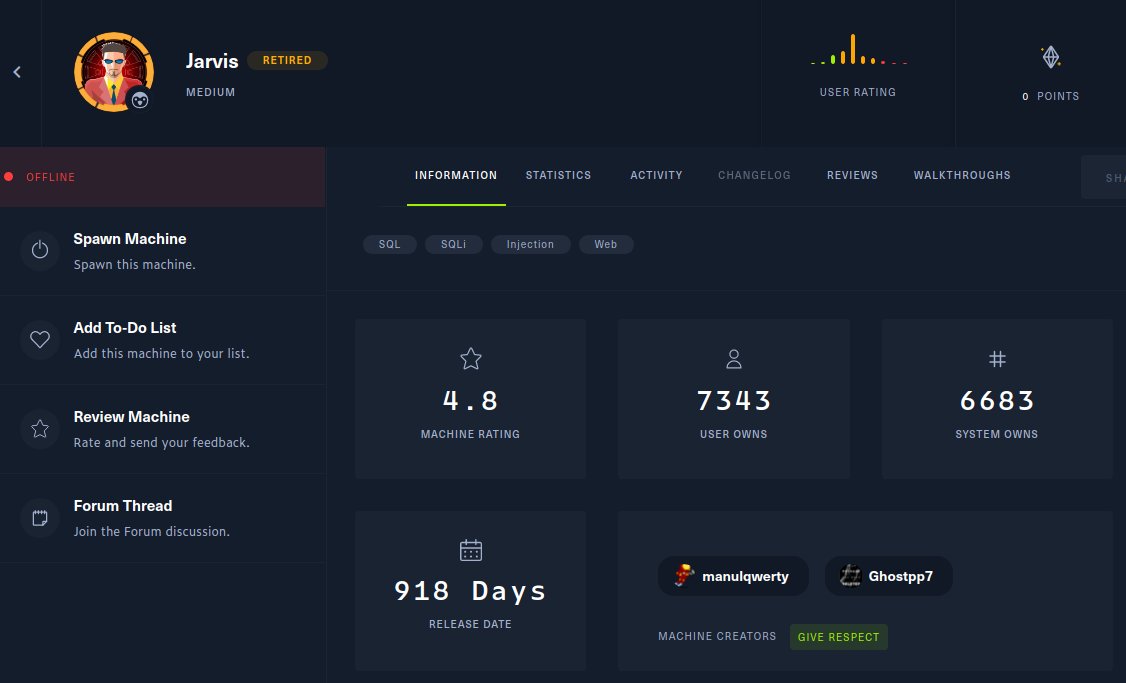 Jarvis RETIRED
MEDIUM
USER RATING
0 POINTS
OFFLINE
INFORMATION STATISTICS ACTIVITY CHANGELOG REVIEWS WALKTHROUGHS SHA
SQL SQLi Injection Web
Spawn Machine
Spawn this machine.
Add To-Do List
Add this machine to your list.
Review Machine
Rate and send your feedback.
Forum Thread
Join the Forum discussion.
4.8
MACHINE RATING
7343
USER OWNS
6683
SYSTEM OWNS
918 Days
RELEASE DATE
manulqwerty Ghostpp7
MACHINE CREATORS GIVE RESPECT